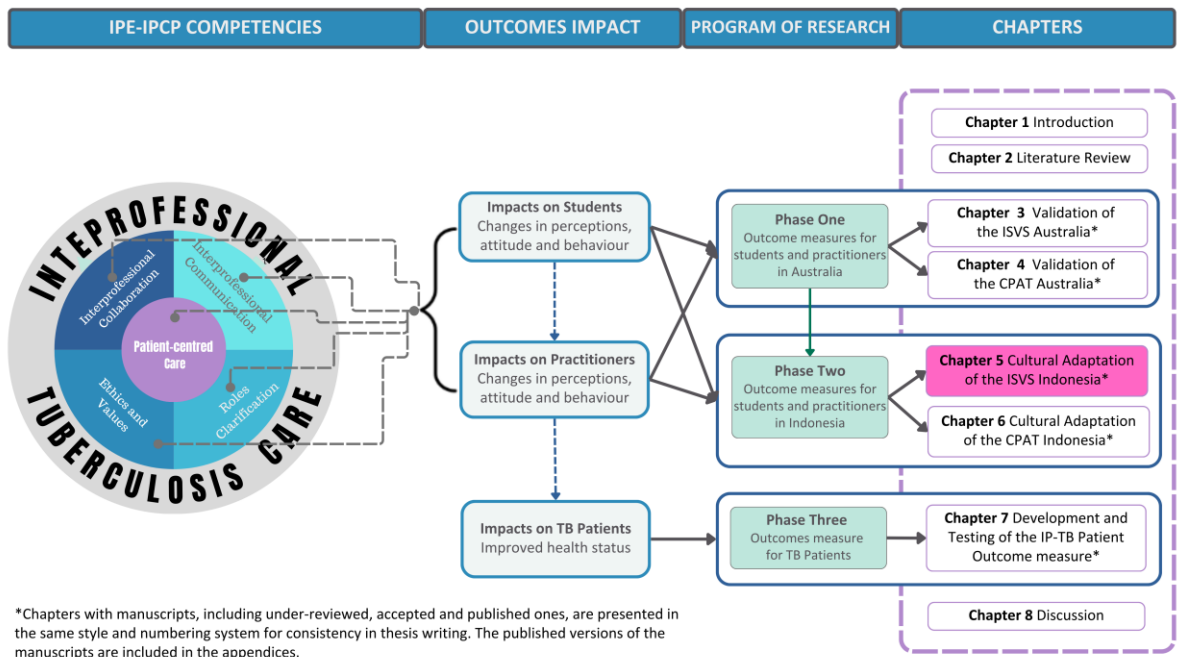 IPE-IPCP COMPETENCIES
OUTCOMES IMPACT
PROGRAM OF RESEARCH
CHAPTERS
INTEPROFESSIONAL
TUBERCULOSIS CARE
Interprofessional
Collaboration
Interprofessional
Communication
Patient-centred
Care
Ethics and
Values
Roles
Clarification
Impacts on Students
Changes in perceptions,
attitude and behaviour
Impacts on Practitioners
Changes in perceptions,
attitude and behaviour
Impacts on TB Patients
Improved health status
Phase One
Outcome measures for
students and practitioners
in Australia
Phase Two
Outcome measures for
students and practitioners
in Indonesia
Phase Three
Outcomes measure
for TB Patients
Chapter 1 Introduction
Chapter 2 Literature Review
Chapter 3 Validation of
the ISVS Australia*
Chapter 4 Validation of
the CPAT Australia*
Chapter 5 Cultural Adaptation
of the ISVS Indonesia*
Chapter 6 Cultural Adaptation
of the CPAT Indonesia*
Chapter 7 Development and
Testing of the IP-TB Patient
Outcome measure*
Chapter 8 Discussion
*Chapters with manuscripts, including under-reviewed, accepted and published ones, are presented in
the same style and numbering system for consistency in thesis writing. The published versions of the
manuscripts are included in the appendices.